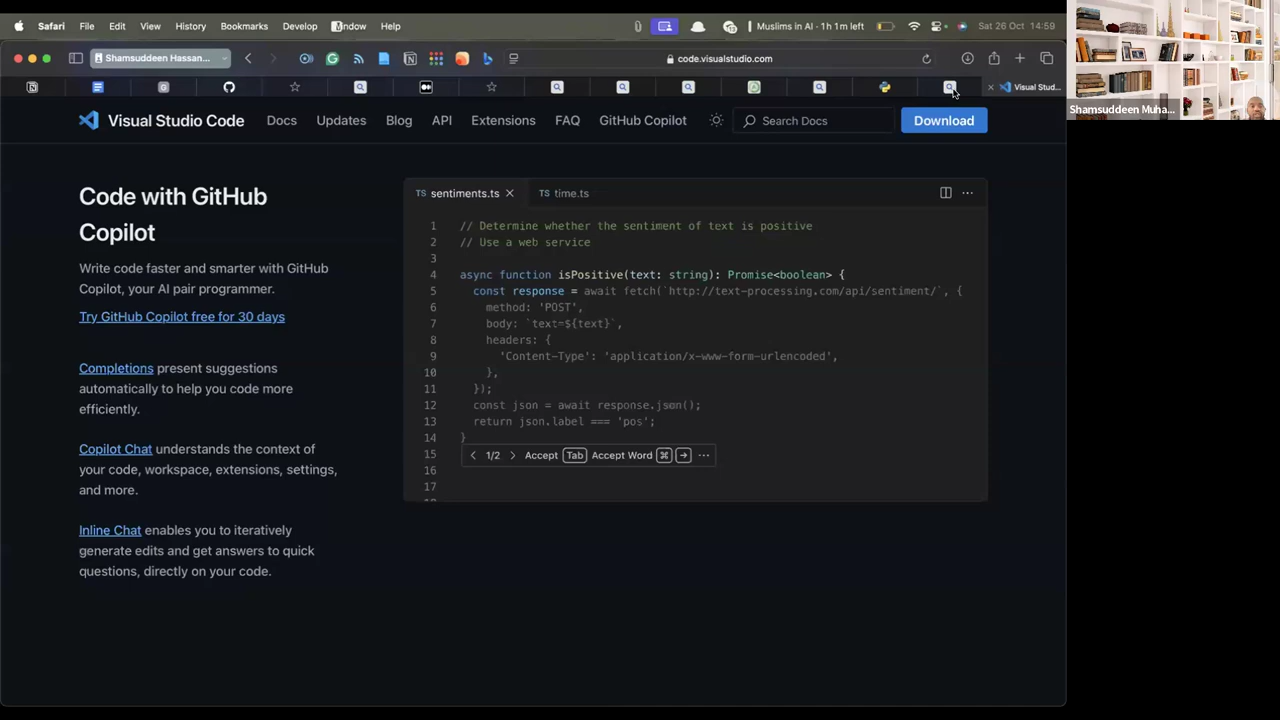 Safari File Edit View History Bookmarks Develop Window Help Muslims in AI · 1h 1m left Sat 26 Oct 14:59
Shamsuddeen Hassan... code.visualstudio.com
Visual Stud...
Visual Studio Code Docs Updates Blog API Extensions FAQ GitHub Copilot Search Docs Download
Code with GitHub
Copilot
Write code faster and smarter with GitHub
Copilot, your AI pair programmer.
Try GitHub Copilot free for 30 days
Completions present suggestions
automatically to help you code more
efficiently.
Copilot Chat understands the context of
your code, workspace, extensions, settings,
and more.
Inline Chat enables you to iteratively
generate edits and get answers to quick
questions, directly on your code.
TS sentiments.ts TS time.ts
1 // Determine whether the sentiment of text is positive
2 // Use a web service
3
4 async function isPositive(text: string): Promise<boolean> {
5 const response = await fetch(`http://text-processing.com/api/sentiment/`, {
6 method: 'POST',
7 body: `text=${text}`,
8 headers: {
9 'Content-Type': 'application/x-www-form-urlencoded',
10 },
11 });
12 const json = await response.json();
13 return json.label === 'pos';
14 }
15 < 1/2 > Accept Tab Accept Word ⌘ → ···
16
17
Shamsuddeen Muha...